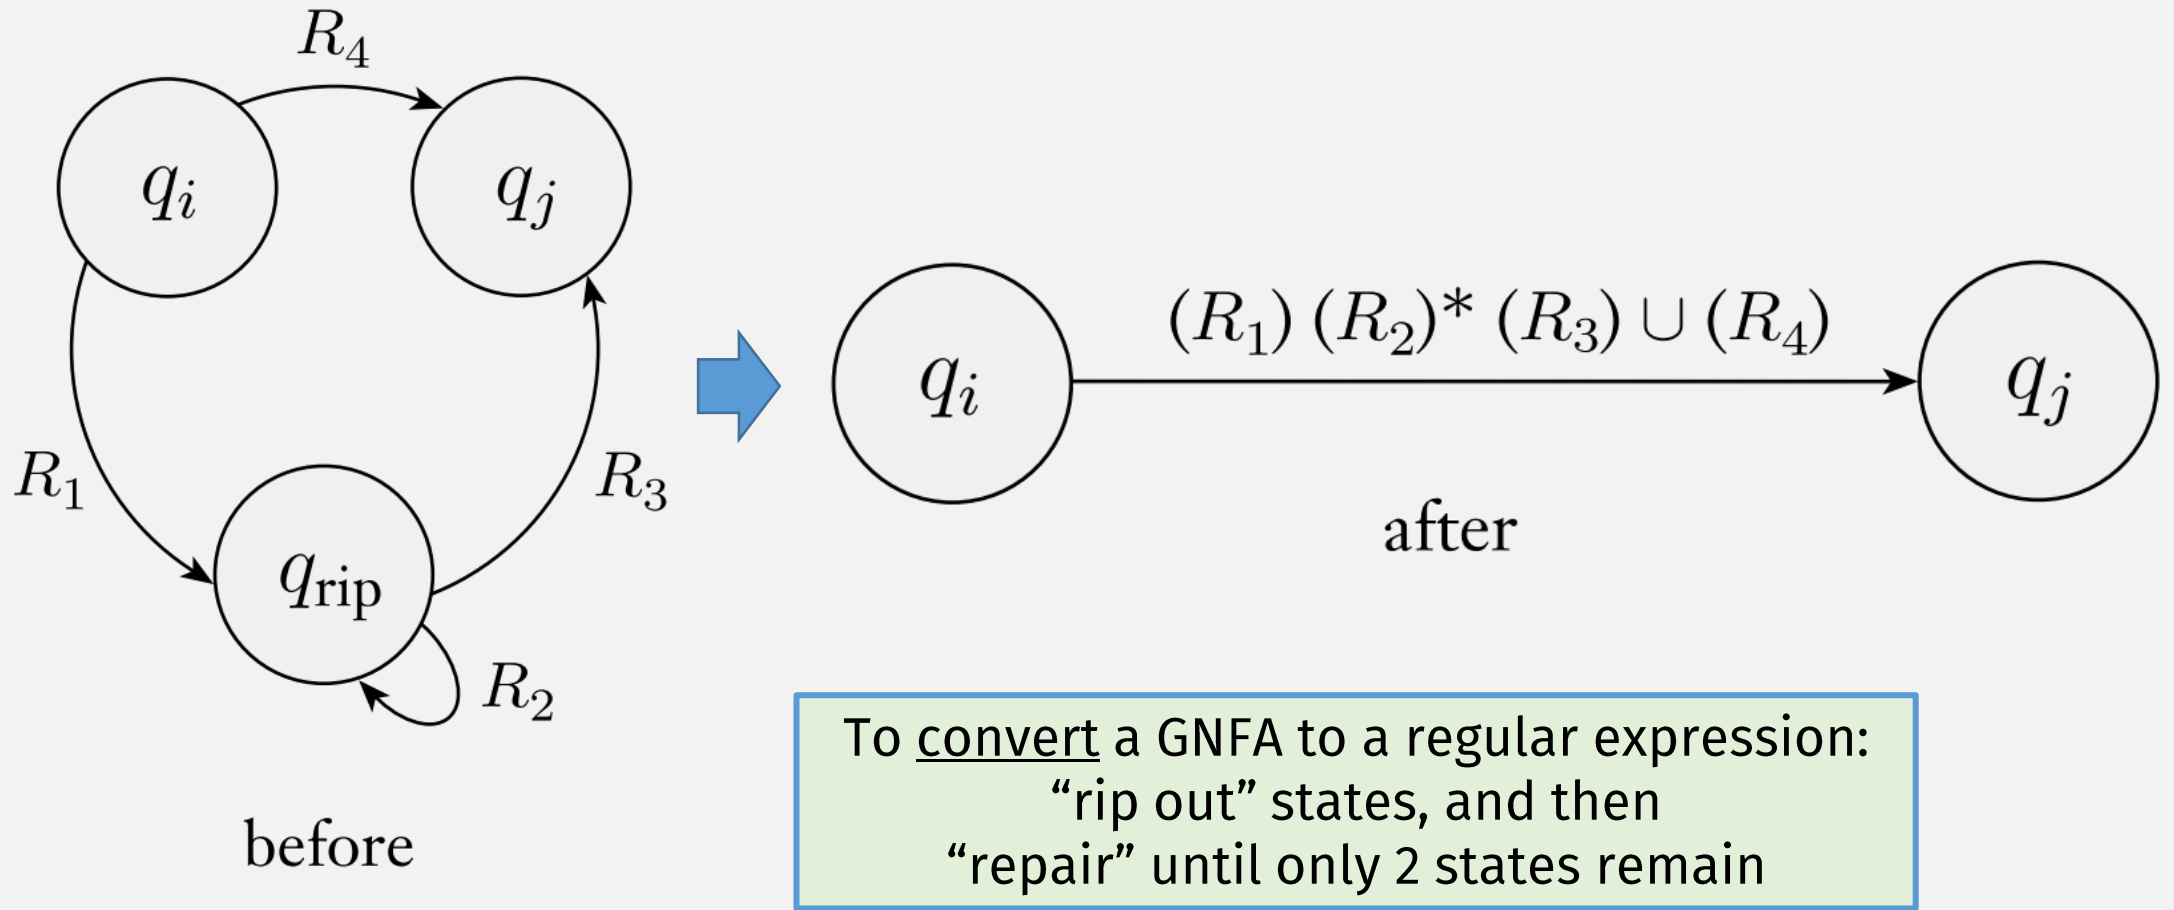 R₄
qᵢ
qⱼ
R₁
R₃
q_rip
R₂
before
qᵢ
(R₁) (R₂)* (R₃) ∪ (R₄)
qⱼ
after
To convert a GNFA to a regular expression:
“rip out” states, and then
“repair” until only 2 states remain